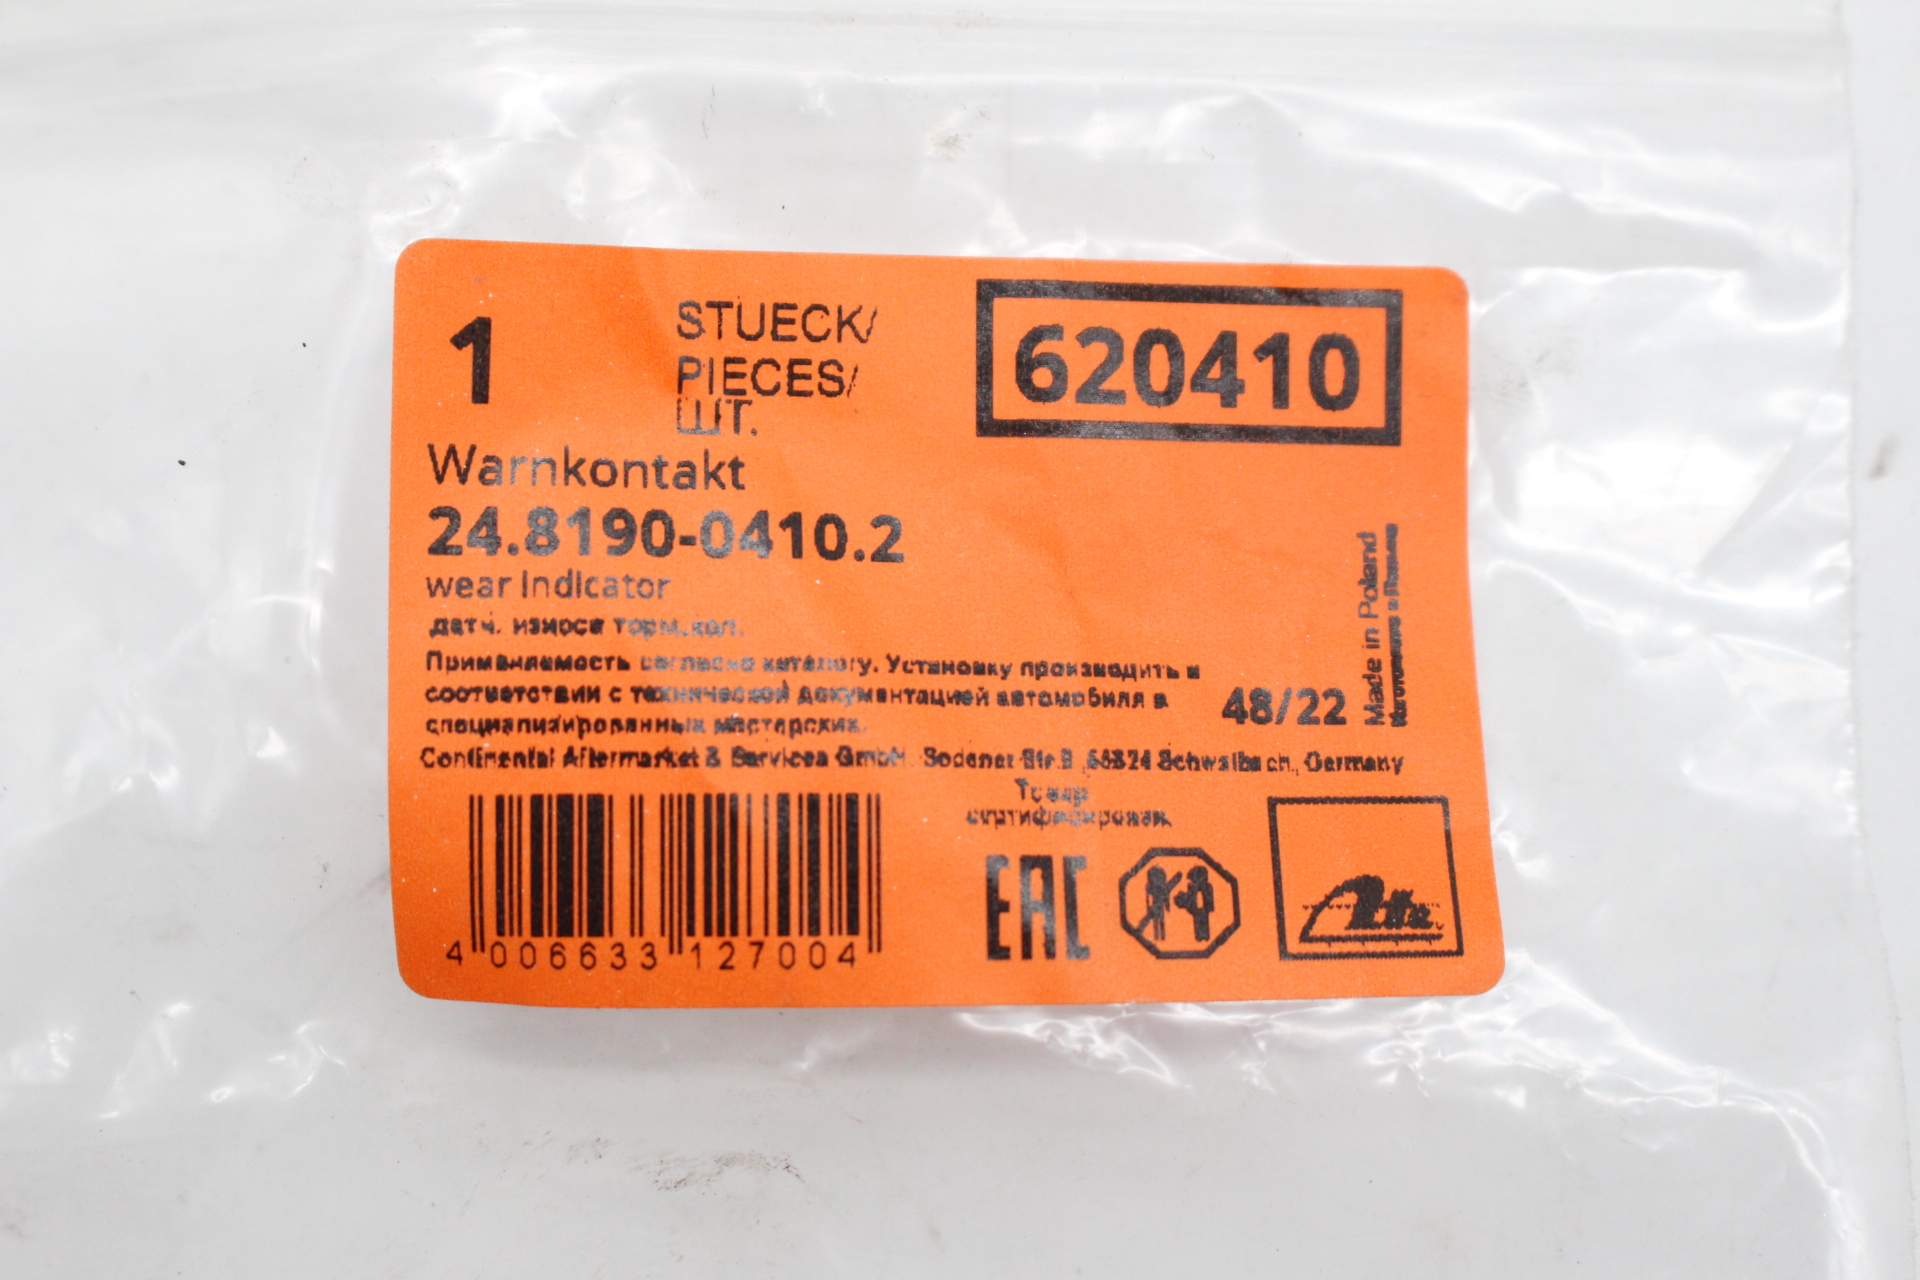 1
STUECK/
PIECES/
ШТ.
620410
Warnkontakt
24.8190-0410.2
wear indicator
датч. износа торм.кол.
Применяемость согласно каталогу. Установку производить в
соответствии с технической документацией автомобиля в
специализированных мастерских.
48/22
Made in Poland
Continental Aftermarket & Services GmbH, Sodener Str.9, 65824 Schwalbach, Germany
Товар
сертифицирован.
4 006633 127004
EAC
Ate